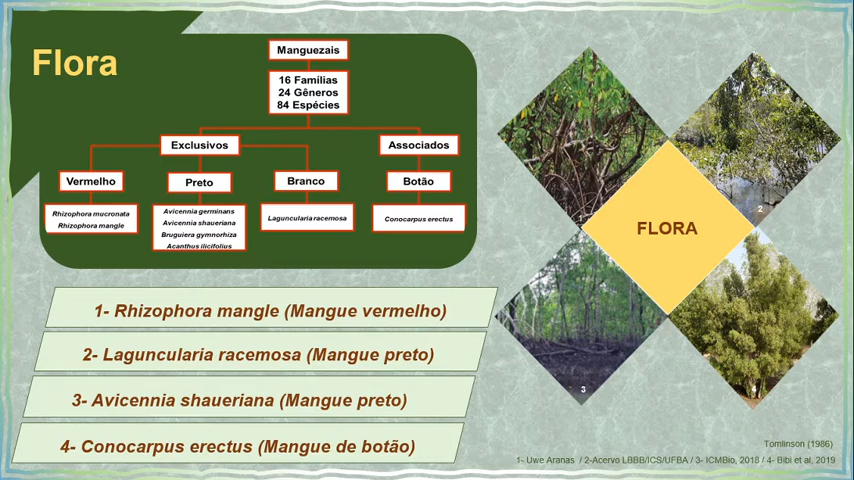 Flora
Manguezais
16 Famílias
24 Gêneros
84 Espécies
Exclusivos
Associados
Vermelho
Preto
Branco
Botão
Rhizophora mucronata
Rhizophora mangle
Avicennia germinans
Avicennia shaueriana
Bruguiera gymnorhiza
Acanthus ilicifolius
Laguncularia racemosa
Conocarpus erectus
FLORA
2
3
1- Rhizophora mangle (Mangue vermelho)
2- Laguncularia racemosa (Mangue preto)
3- Avicennia shaueriana (Mangue preto)
4- Conocarpus erectus (Mangue de botão)
Tomlinson (1986)
1- Uwe Aranas / 2-Acervo LBBB/ICS/UFBA / 3- ICMBio, 2018 / 4- Bibi et al, 2019